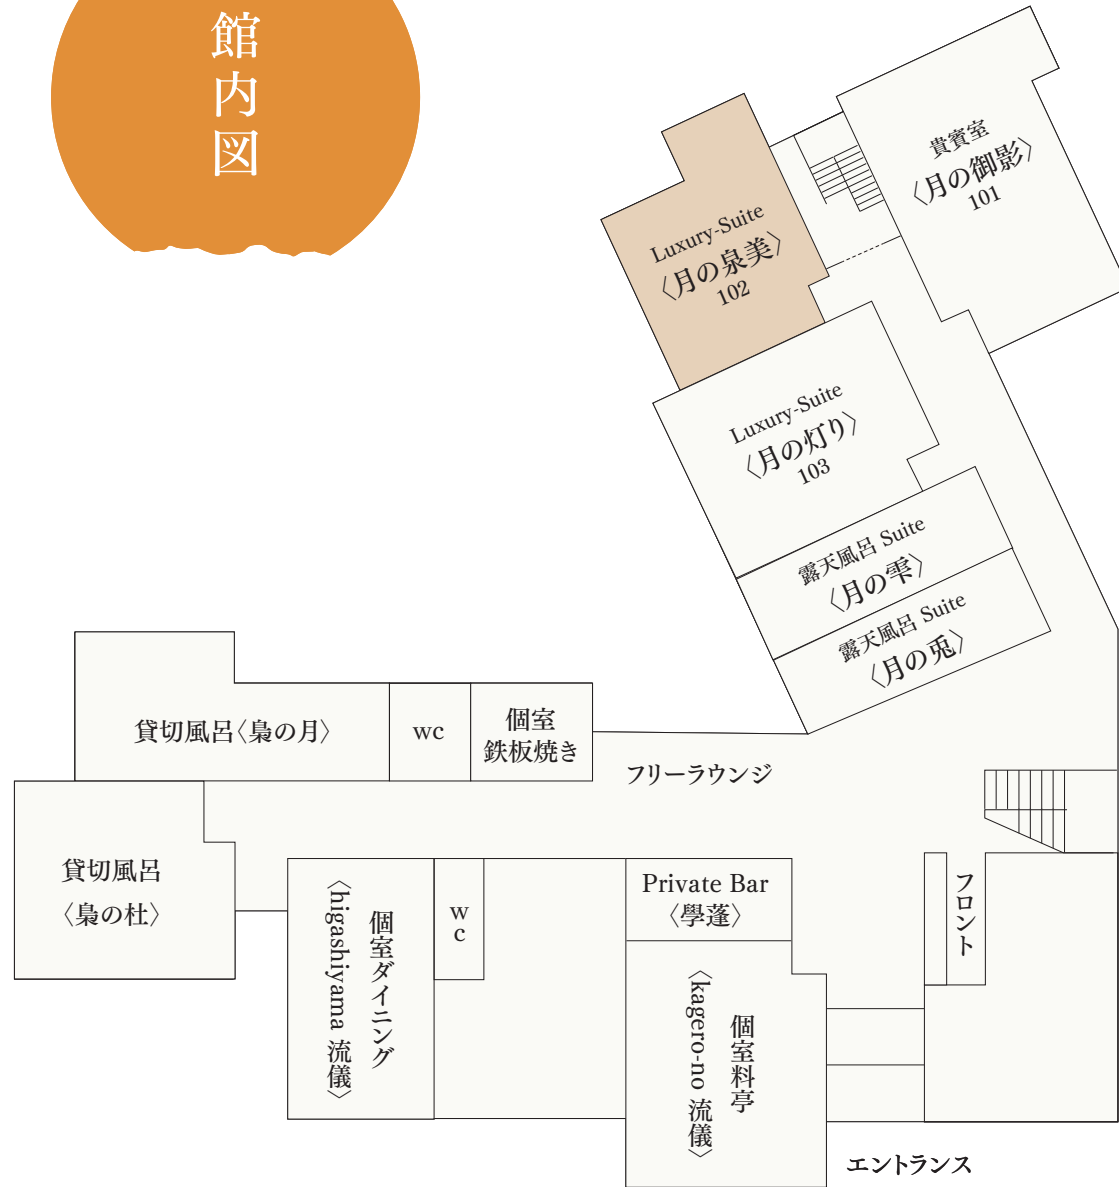 館内図
貴賓室
〈月の御影〉
101
Luxury-Suite
〈月の泉美〉
102
Luxury-Suite
〈月の灯り〉
103
露天風呂 Suite
〈月の雫〉
露天風呂 Suite
〈月の兎〉
貸切風呂〈梟の月〉
wc
個室
鉄板焼き
フリーラウンジ
貸切風呂
〈梟の杜〉
個室ダイニング
〈higashiyama 流儀〉
w
c
Private Bar
〈學蓬〉
個室料亭
〈kagero-no 流儀〉
フロント
エントランス